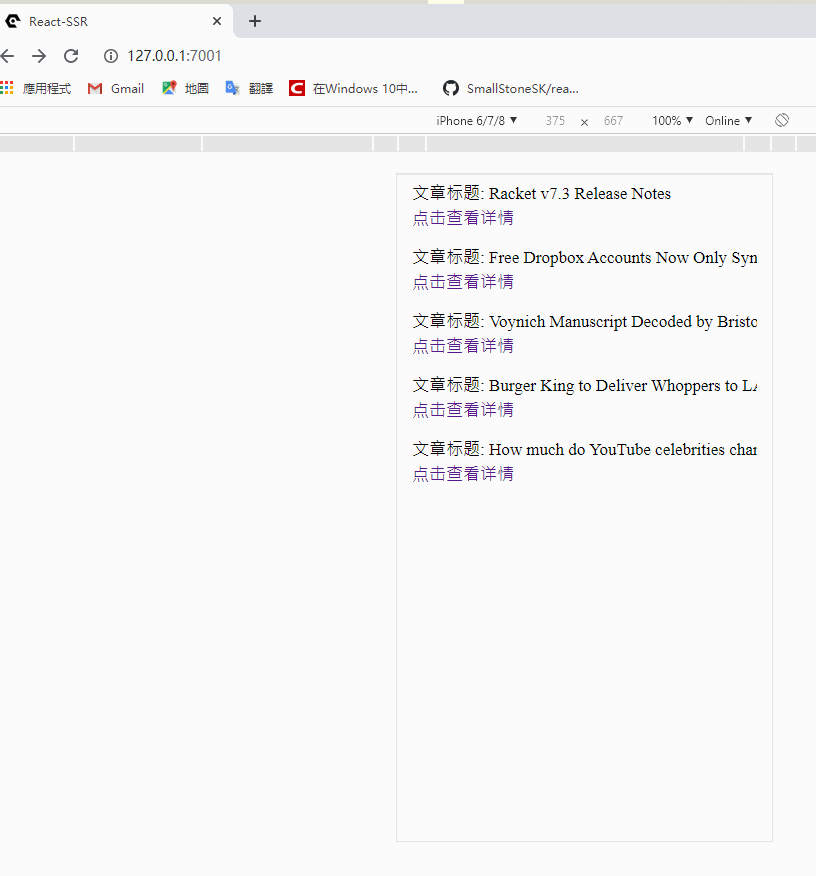 React-SSR
127.0.0.1:7001
應用程式 Gmail 地圖 翻譯 在Windows 10中... SmallStoneSK/rea...
iPhone 6/7/8 ▼ 375 × 667 100% ▼ Online ▼
文章标题: Racket v7.3 Release Notes
点击查看详情
文章标题: Free Dropbox Accounts Now Only Syn
点击查看详情
文章标题: Voynich Manuscript Decoded by Bristo
点击查看详情
文章标题: Burger King to Deliver Whoppers to LA
点击查看详情
文章标题: How much do YouTube celebrities char
点击查看详情